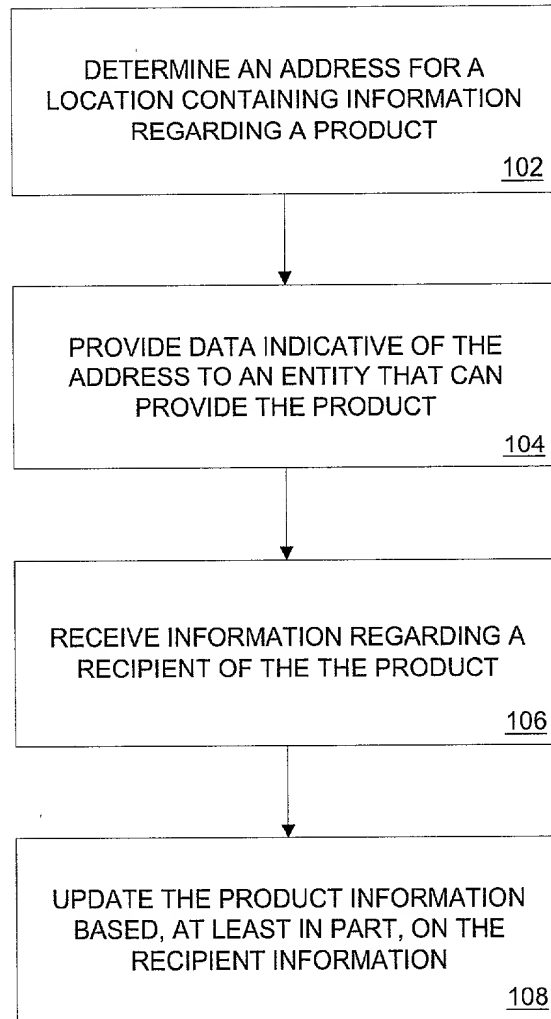 DETERMINE AN ADDRESS FOR A
LOCATION CONTAINING INFORMATION
REGARDING A PRODUCT
102
PROVIDE DATA INDICATIVE OF THE
ADDRESS TO AN ENTITY THAT CAN
PROVIDE THE PRODUCT
104
RECEIVE INFORMATION REGARDING A
RECIPIENT OF THE THE PRODUCT
106
UPDATE THE PRODUCT INFORMATION
BASED, AT LEAST IN PART, ON THE
RECIPIENT INFORMATION
108